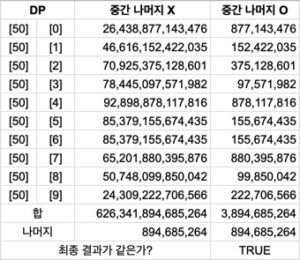 DP 중간 나머지 X 중간 나머지 O
[50] [0] 26,438,877,143,476 877,143,476
[50] [1] 46,616,152,422,035 152,422,035
[50] [2] 70,925,375,128,601 375,128,601
[50] [3] 78,445,097,571,982 97,571,982
[50] [4] 92,898,878,117,816 878,117,816
[50] [5] 85,379,155,674,435 155,674,435
[50] [6] 85,379,155,674,435 155,674,435
[50] [7] 65,201,880,395,876 880,395,876
[50] [8] 50,748,099,850,042 99,850,042
[50] [9] 24,309,222,706,566 222,706,566
합 626,341,894,685,264 3,894,685,264
나머지 894,685,264 894,685,264
최종 결과가 같은가? TRUE